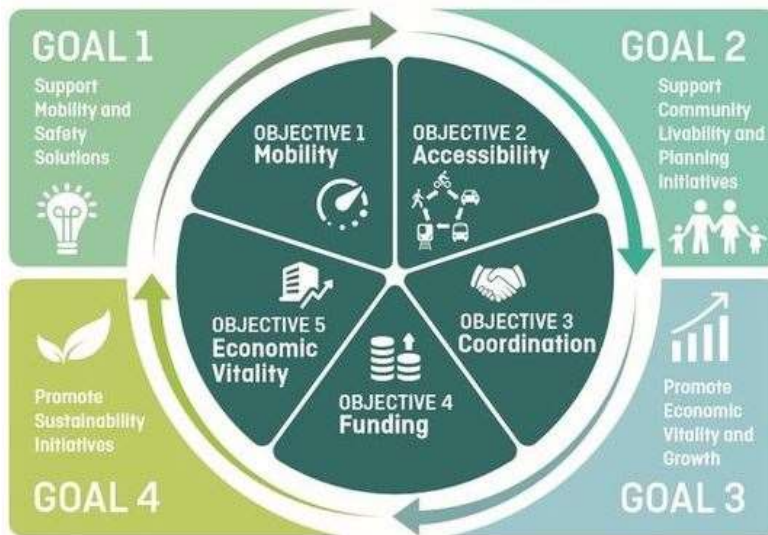 GOAL 1
Support
Mobility and
Safety
Solutions
GOAL 2
Support
Community
Livability and
Planning
Initiatives
OBJECTIVE 1
Mobility
OBJECTIVE 2
Accessibility
OBJECTIVE 3
Coordination
OBJECTIVE 4
Funding
OBJECTIVE 5
Economic
Vitality
Promote
Economic
Vitality and
Growth
GOAL 3
Promote
Sustainability
Initiatives
GOAL 4